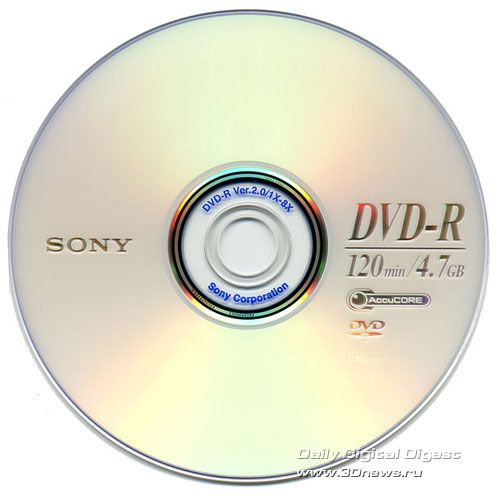 DVD-R Ver.2.0/1X-8X
SONY
DVD-R
120min/4.7GB
Sony Corporation
AccuCORE
DVD
Daily Digital Digest
www.3Dnews.ru